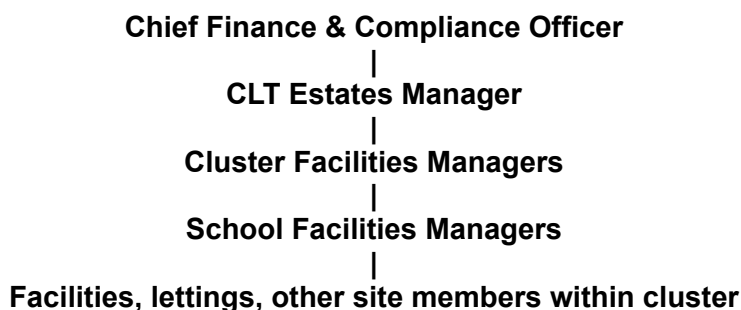 Chief Finance & Compliance Officer
|
CLT Estates Manager
|
Cluster Facilities Managers
|
School Facilities Managers
|
Facilities, lettings, other site members within cluster